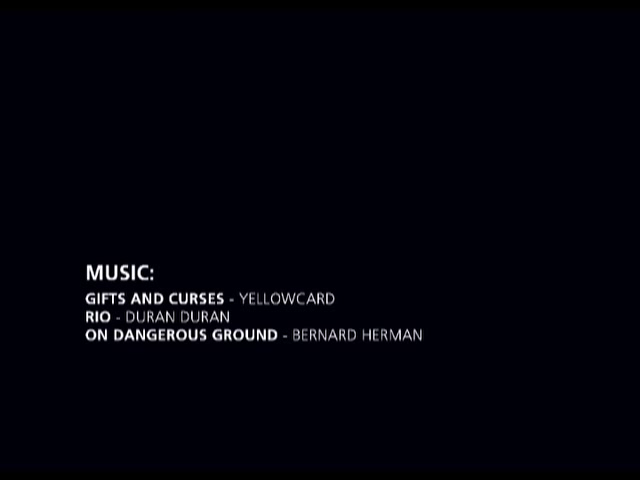 MUSIC:
GIFTS AND CURSES - YELLOWCARD
RIO - DURAN DURAN
ON DANGEROUS GROUND - BERNARD HERMAN